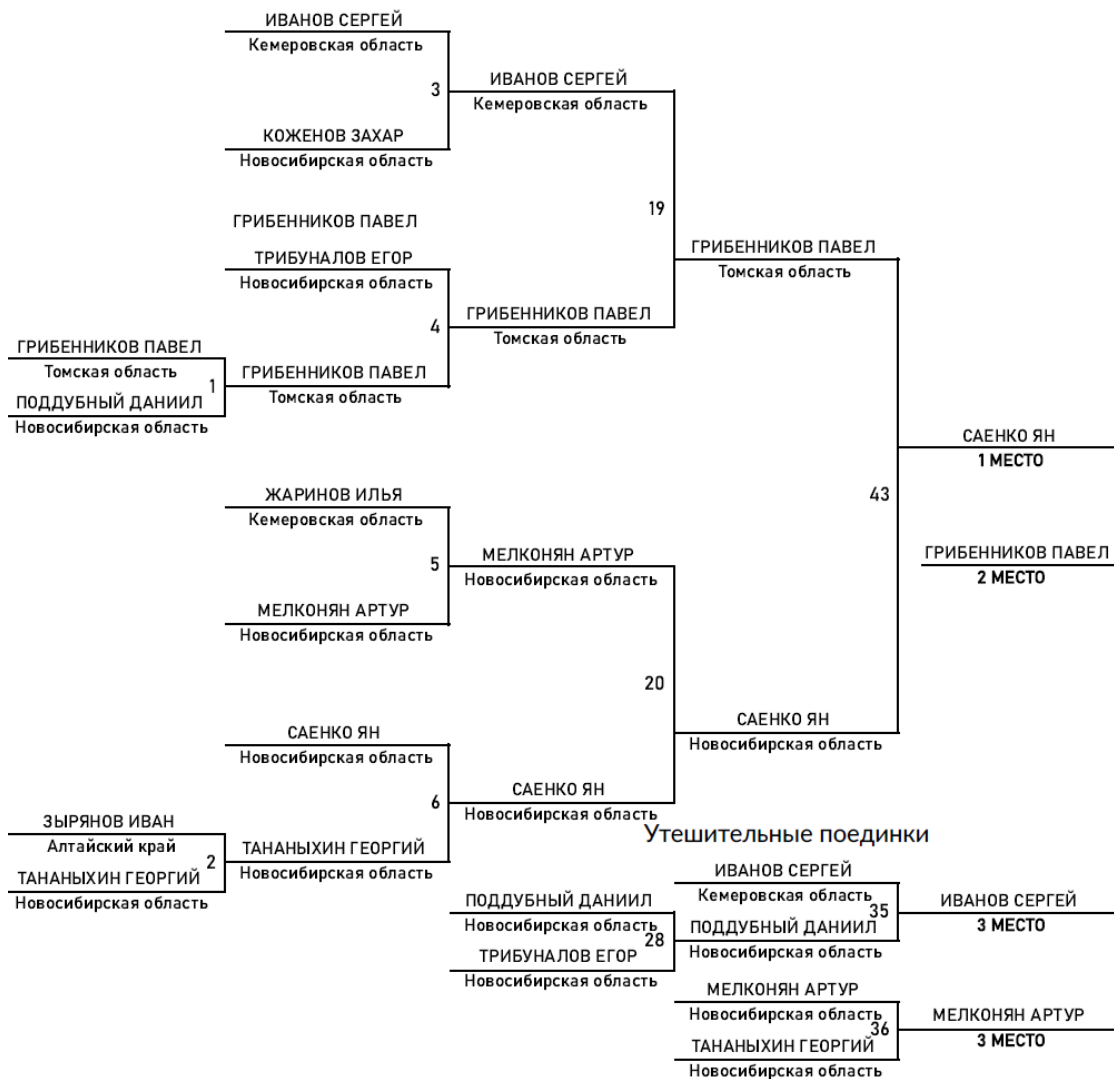 ИВАНОВ СЕРГЕЙ
Кемеровская область
3
ИВАНОВ СЕРГЕЙ
Кемеровская область
КОЖЕНОВ ЗАХАР
Новосибирская область
19
ГРИБЕННИКОВ ПАВЕЛ
ТРИБУНАЛОВ ЕГОР
Новосибирская область
ГРИБЕННИКОВ ПАВЕЛ
Томская область
4
ГРИБЕННИКОВ ПАВЕЛ
Томская область
ГРИБЕННИКОВ ПАВЕЛ
Томская область
1
ГРИБЕННИКОВ ПАВЕЛ
Томская область
ПОДДУБНЫЙ ДАНИИЛ
Новосибирская область
САЕНКО ЯН
1 МЕСТО
43
ЖАРИНОВ ИЛЬЯ
Кемеровская область
5
МЕЛКОНЯН АРТУР
Новосибирская область
ГРИБЕННИКОВ ПАВЕЛ
2 МЕСТО
МЕЛКОНЯН АРТУР
Новосибирская область
20
САЕНКО ЯН
Новосибирская область
САЕНКО ЯН
Новосибирская область
6
САЕНКО ЯН
Новосибирская область
ЗЫРЯНОВ ИВАН
Алтайский край
2
ТАНАНЫХИН ГЕОРГИЙ
Новосибирская область
ТАНАНЫХИН ГЕОРГИЙ
Новосибирская область
Утешительные поединки
ИВАНОВ СЕРГЕЙ
Кемеровская область
35
ИВАНОВ СЕРГЕЙ
3 МЕСТО
ПОДДУБНЫЙ ДАНИИЛ
Новосибирская область
28
ПОДДУБНЫЙ ДАНИИЛ
Новосибирская область
ТРИБУНАЛОВ ЕГОР
Новосибирская область
МЕЛКОНЯН АРТУР
Новосибирская область
36
МЕЛКОНЯН АРТУР
3 МЕСТО
ТАНАНЫХИН ГЕОРГИЙ
Новосибирская область